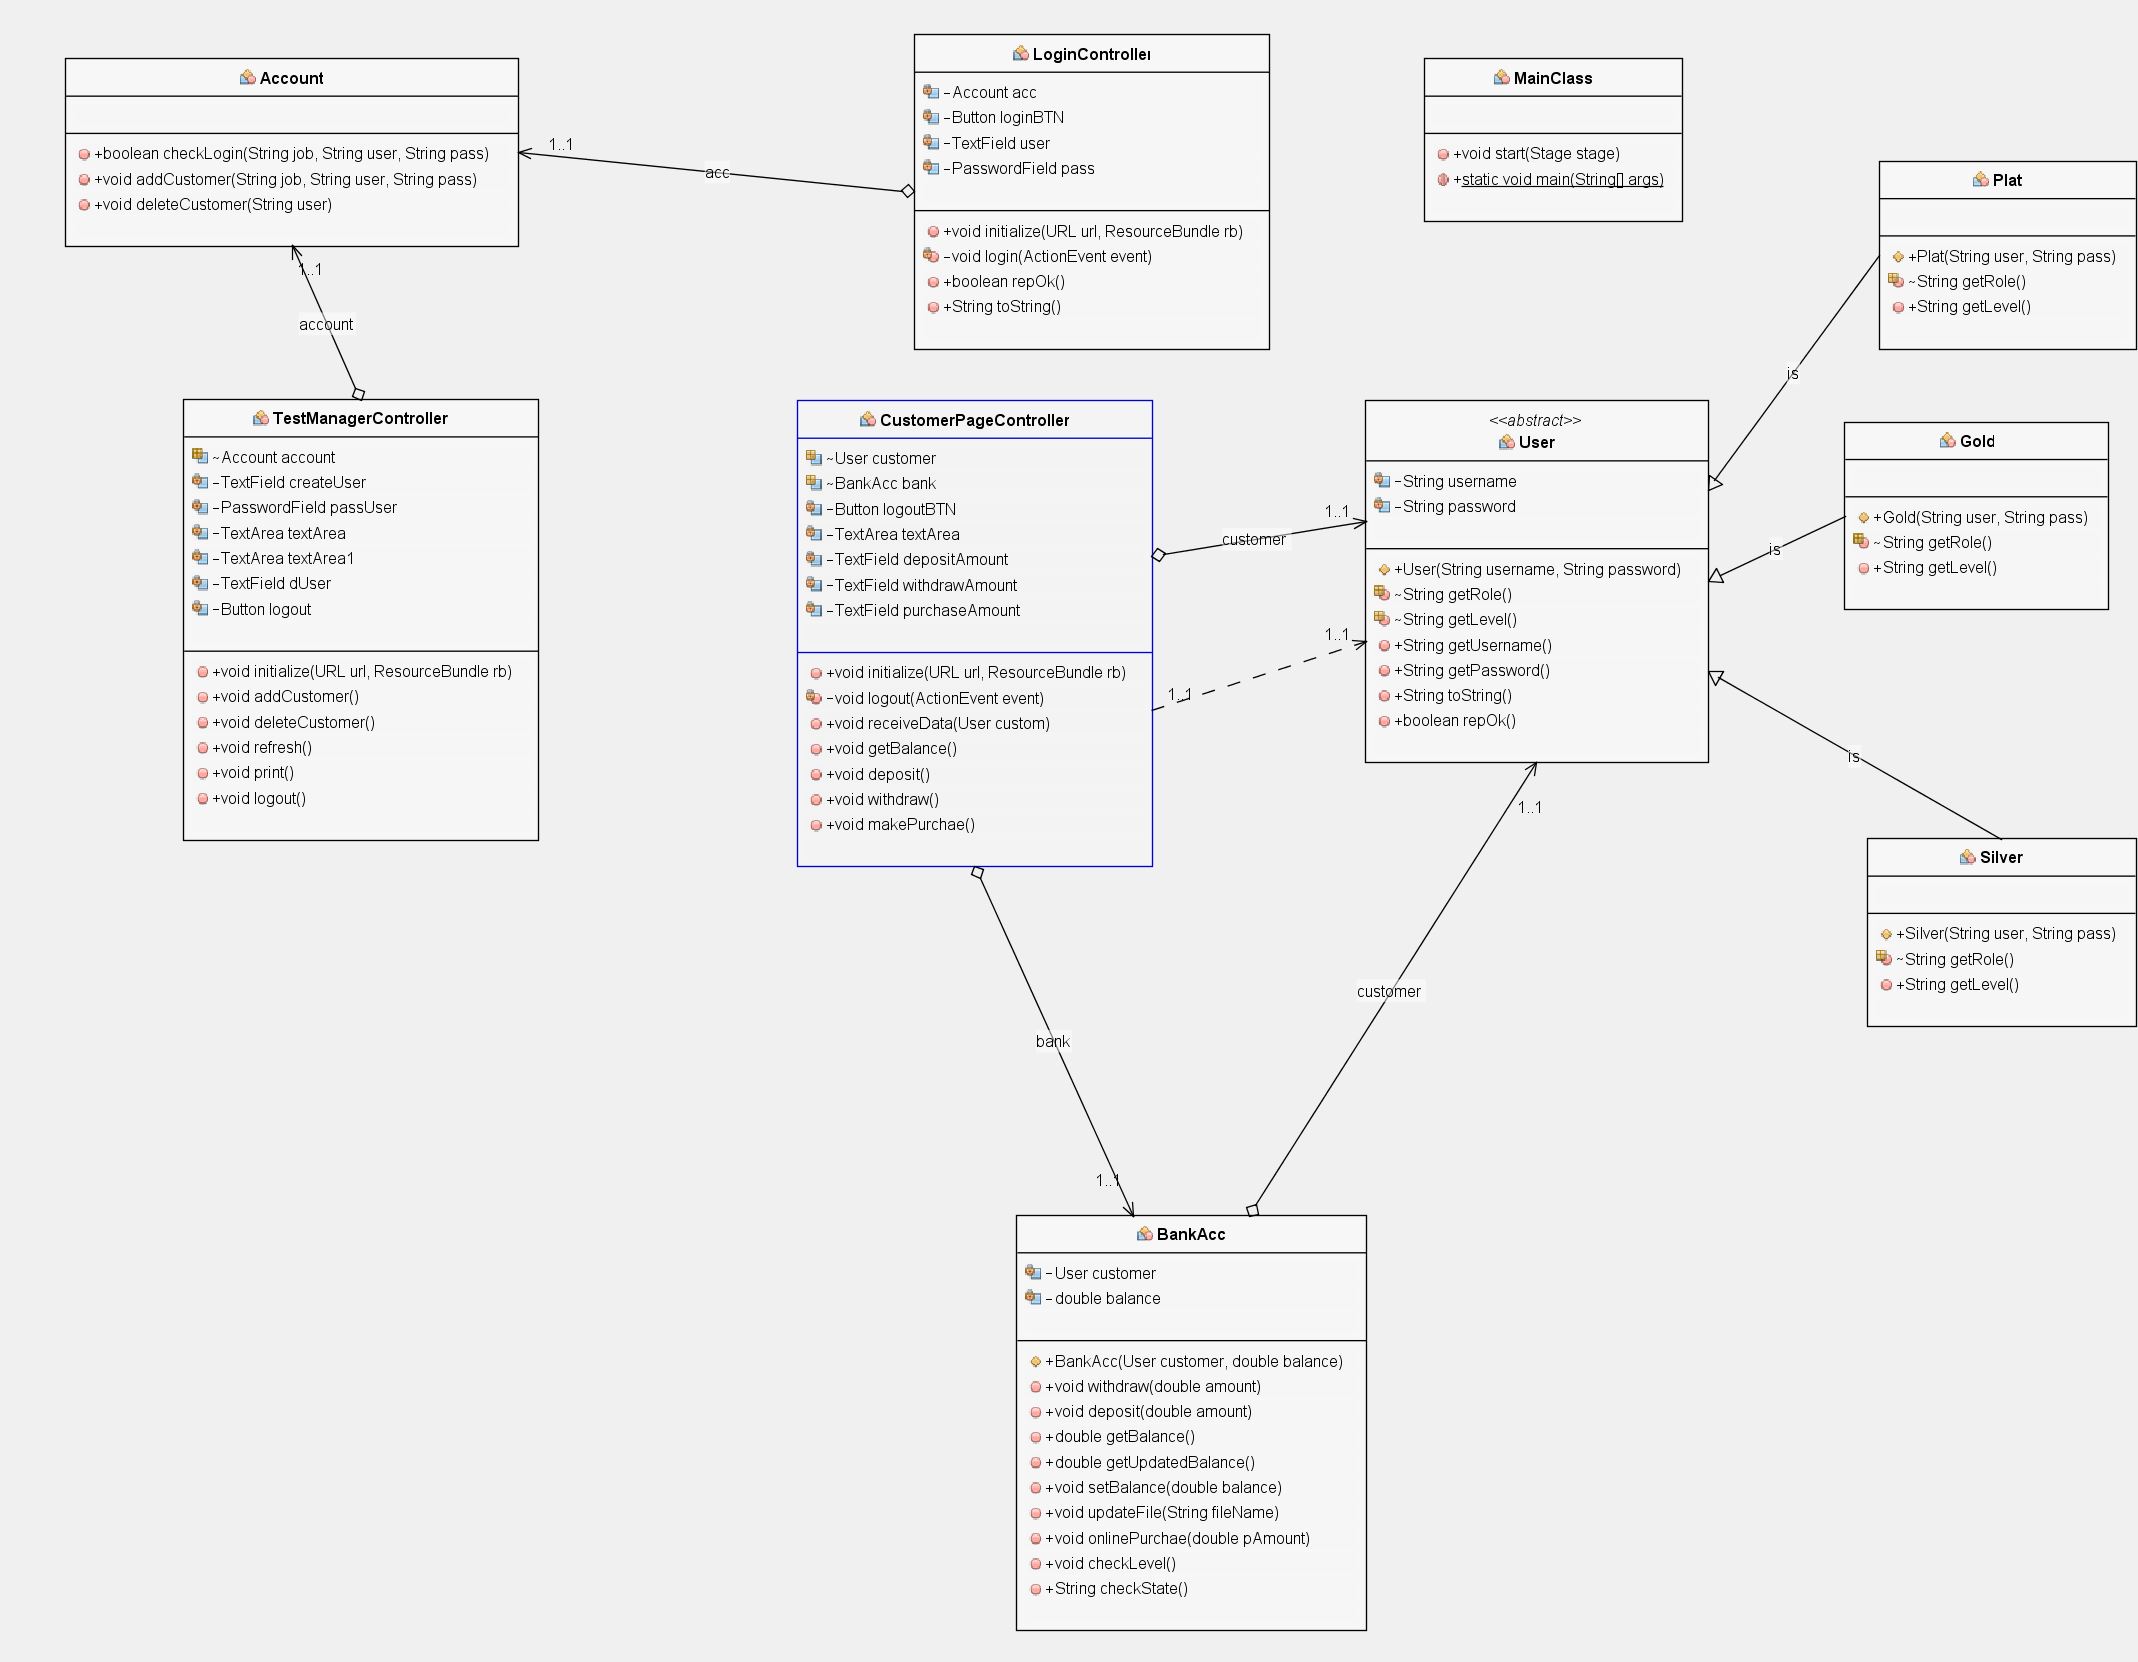 Account
+boolean checkLogin(String job, String user, String pass)
+void addCustomer(String job, String user, String pass)
+void deleteCustomer(String user)
1..1
acc
1..1
account
LoginController
-Account acc
-Button loginBTN
-TextField user
-PasswordField pass
+void initialize(URL url, ResourceBundle rb)
-void login(ActionEvent event)
+boolean repOk()
+String toString()
MainClass
+void start(Stage stage)
+static void main(String[] args)
Plat
+Plat(String user, String pass)
~String getRole()
+String getLevel()
is
TestManagerController
~Account account
-TextField createUser
-PasswordField passUser
-TextArea textArea
-TextArea textArea1
-TextField dUser
-Button logout
+void initialize(URL url, ResourceBundle rb)
+void addCustomer()
+void deleteCustomer()
+void refresh()
+void print()
+void logout()
CustomerPageController
~User customer
~BankAcc bank
-Button logoutBTN
-TextArea textArea
-TextField depositAmount
-TextField withdrawAmount
-TextField purchaseAmount
+void initialize(URL url, ResourceBundle rb)
-void logout(ActionEvent event)
+void receiveData(User custom)
+void getBalance()
+void deposit()
+void withdraw()
+void makePurchae()
1..1
customer
1..1
1..1
<<abstract>>
User
-String username
-String password
+User(String username, String password)
~String getRole()
~String getLevel()
+String getUsername()
+String getPassword()
+String toString()
+boolean repOk()
1..1
Gold
+Gold(String user, String pass)
~String getRole()
+String getLevel()
is
is
Silver
+Silver(String user, String pass)
~String getRole()
+String getLevel()
customer
bank
1..1
BankAcc
-User customer
-double balance
+BankAcc(User customer, double balance)
+void withdraw(double amount)
+void deposit(double amount)
+double getBalance()
+double getUpdatedBalance()
+void setBalance(double balance)
+void updateFile(String fileName)
+void onlinePurchae(double pAmount)
+void checkLevel()
+String checkState()